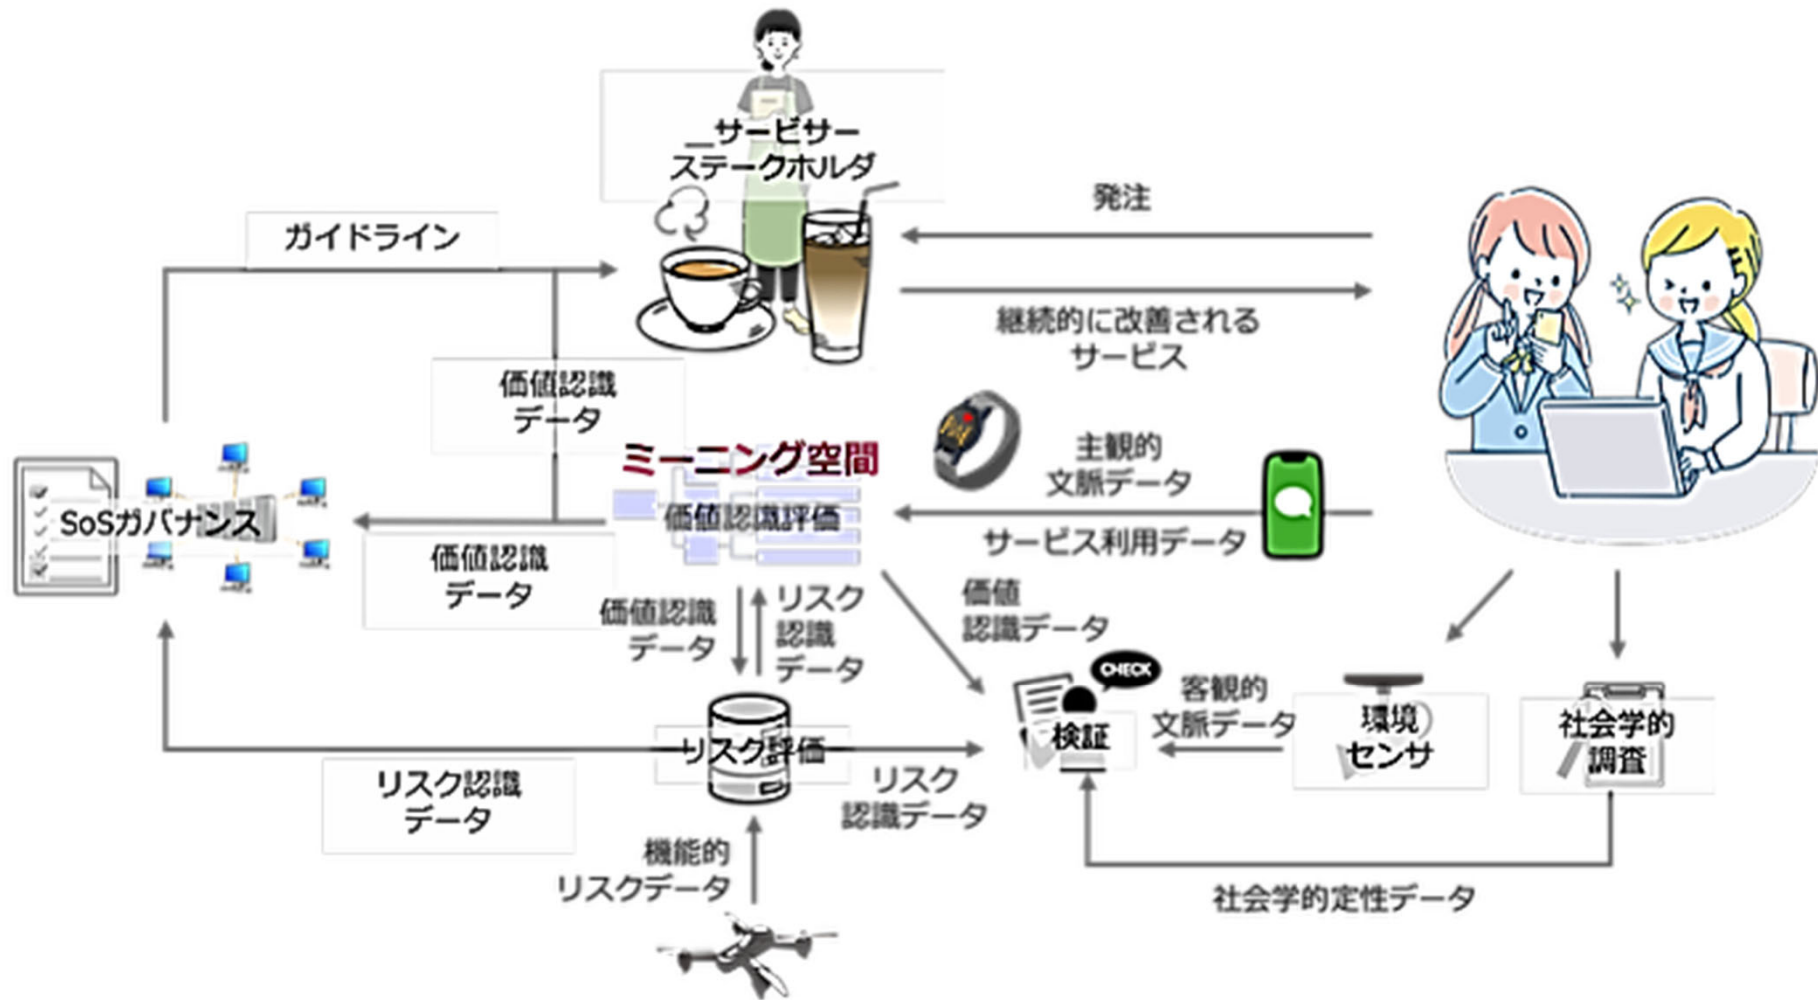 サービサー
ステークホルダ
発注
ガイドライン
継続的に改善される
サービス
価値認識
データ
ミーニング空間
価値認識評価
主観的
文脈データ
サービス利用データ
SoSガバナンス
価値認識
データ
価値認識
データ
リスク
認識
データ
価値
認識データ
CHECK
検証
客観的
文脈データ
環境
センサ
社会学的
調査
リスク評価
リスク認識
データ
リスク
認識データ
機能的
リスクデータ
社会学的定性データ